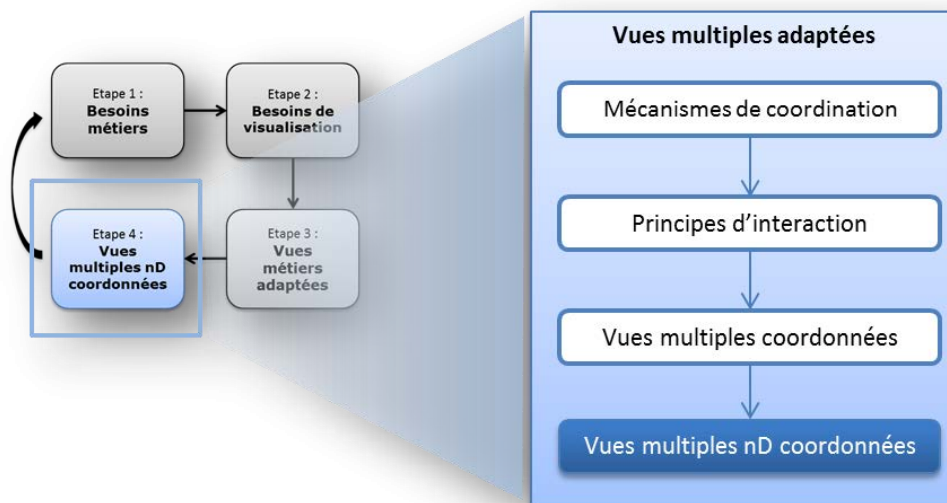 Etape 1 :
Besoins
métiers
Etape 2 :
Besoins de
visualisation
Etape 3 :
Vues
métiers
adaptées
Etape 4 :
Vues
multiples nD
coordonnées
Vues multiples adaptées
Mécanismes de coordination
Principes d'interaction
Vues multiples coordonnées
Vues multiples nD coordonnées